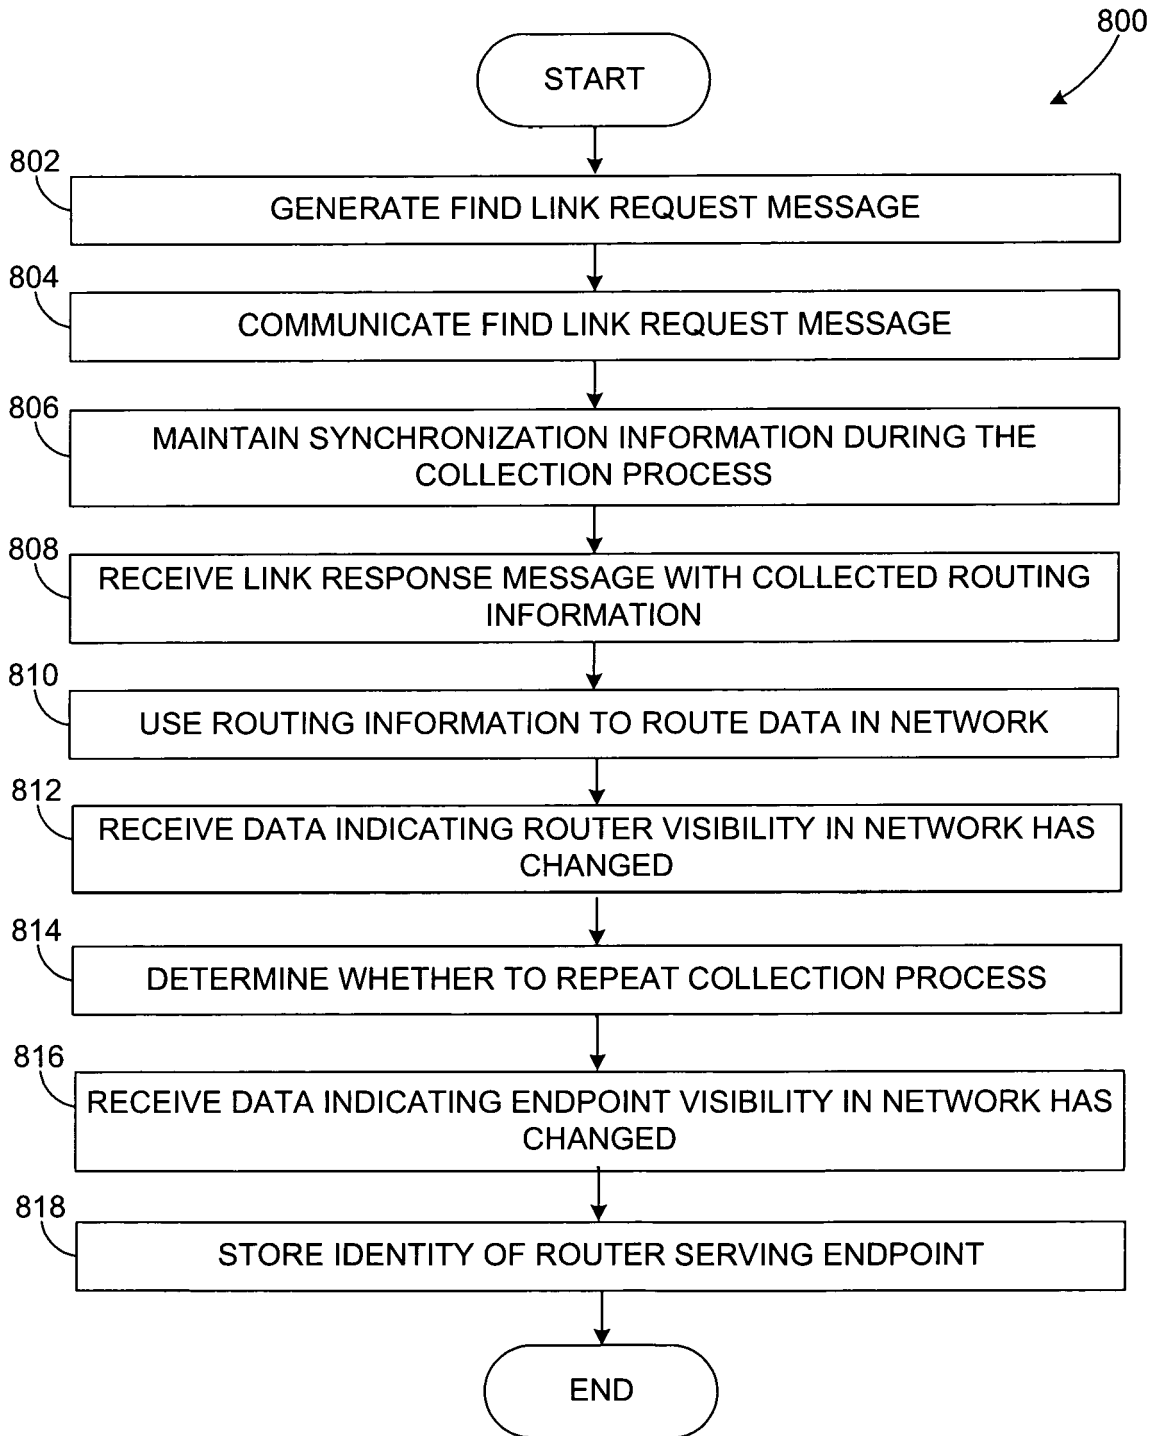 800
START
802
GENERATE FIND LINK REQUEST MESSAGE
804
COMMUNICATE FIND LINK REQUEST MESSAGE
806
MAINTAIN SYNCHRONIZATION INFORMATION DURING THE
COLLECTION PROCESS
808
RECEIVE LINK RESPONSE MESSAGE WITH COLLECTED ROUTING
INFORMATION
810
USE ROUTING INFORMATION TO ROUTE DATA IN NETWORK
812
RECEIVE DATA INDICATING ROUTER VISIBILITY IN NETWORK HAS
CHANGED
814
DETERMINE WHETHER TO REPEAT COLLECTION PROCESS
816
RECEIVE DATA INDICATING ENDPOINT VISIBILITY IN NETWORK HAS
CHANGED
818
STORE IDENTITY OF ROUTER SERVING ENDPOINT
END